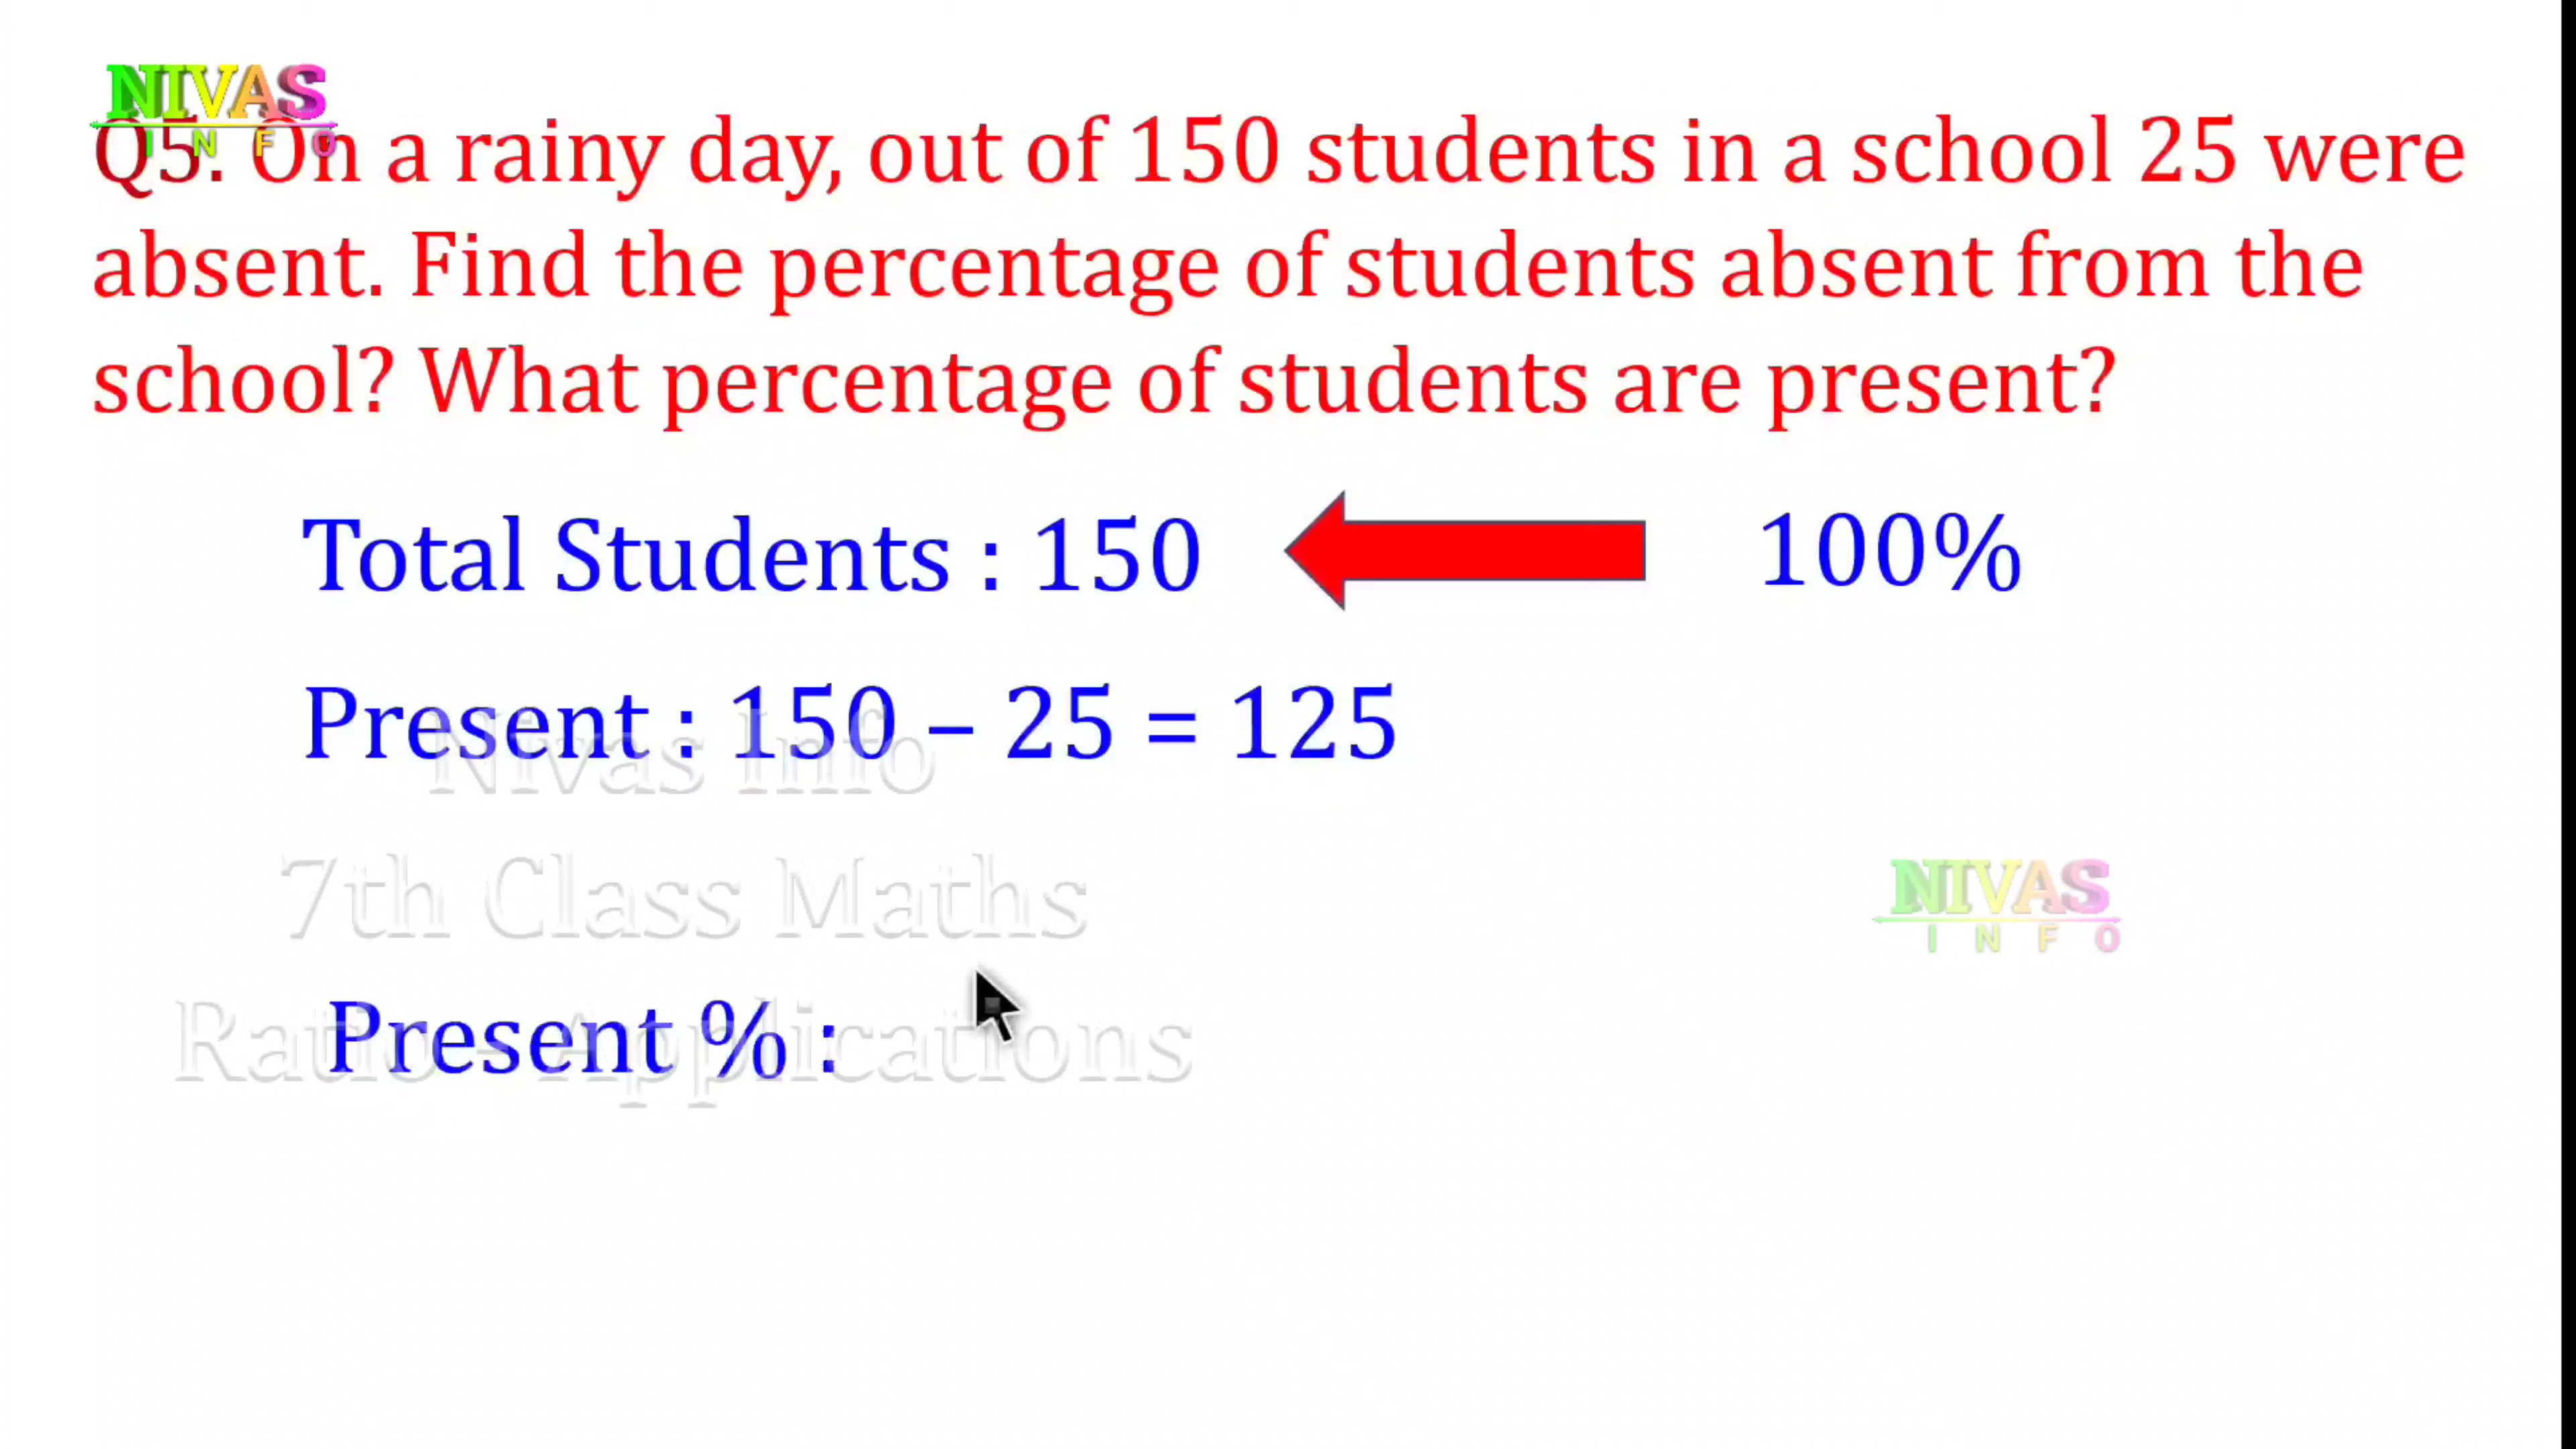 NIVAS
INFO
Q5. On a rainy day, out of 150 students in a school 25 were
absent. Find the percentage of students absent from the
school? What percentage of students are present?
Total Students : 150 100%
Present : 150 – 25 = 125
Nivas Info
7th Class Maths
NIVAS
INFO
Present % :
Ratio - Applications